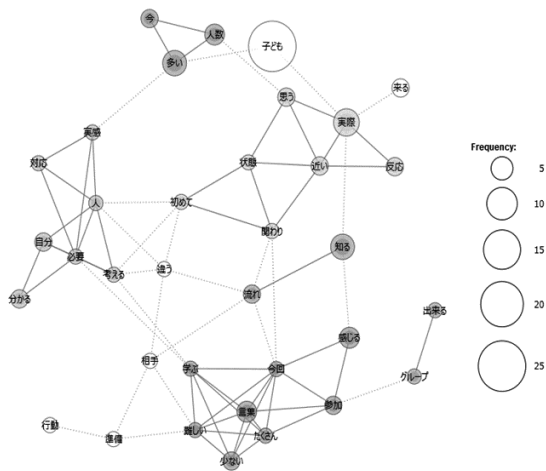 今
人数
子ども
多い
来る
思う
実際
実感
対応
状態
近い
反応
人
初めて
関わり
自分
必要
考える
違う
知る
分かる
流れ
出来る
感じる
相手
学ぶ
今回
グループ
言葉
参加
行動
準備
難しい
たくさん
少ない
Frequency:
5
10
15
20
25